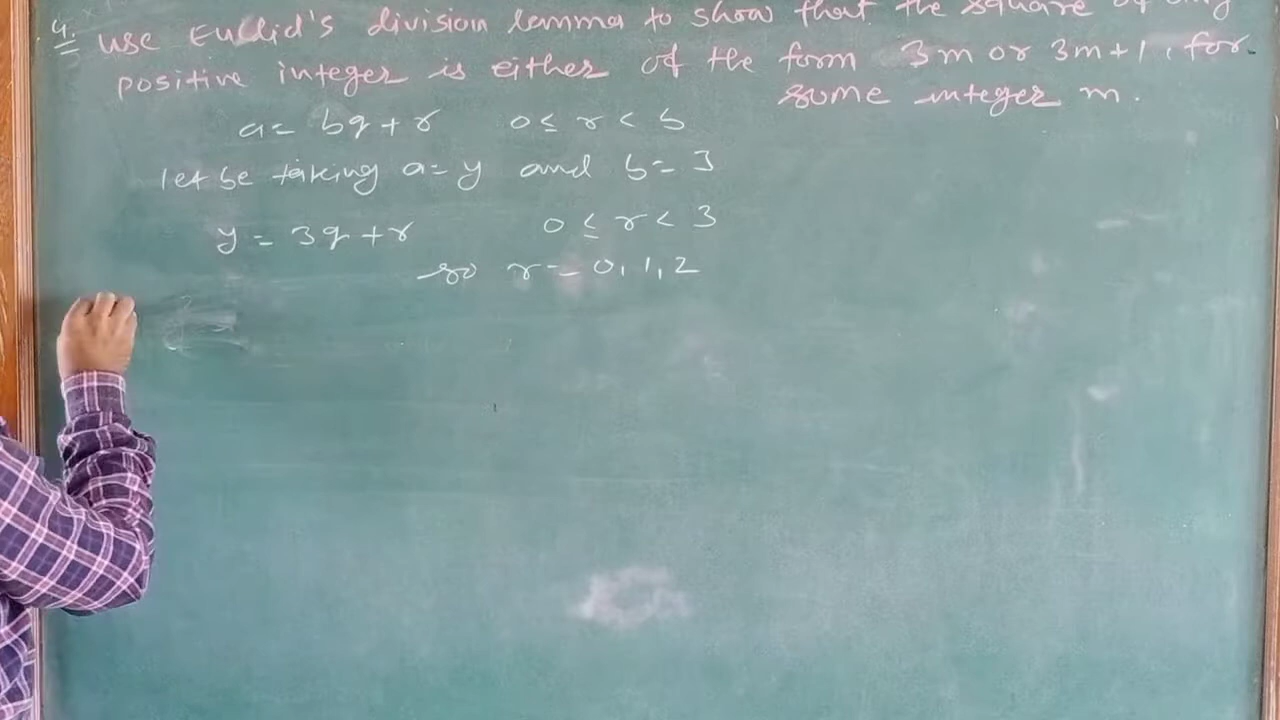 4. Use Euclid's division lemma to show that the square of any
positive integer is either of the form 3m or 3m+1, for
some integer m.
a = bq + r    0 ≤ r < b
let be taking a = y and b = 3
y = 3q + r    0 ≤ r < 3
so r = 0, 1, 2